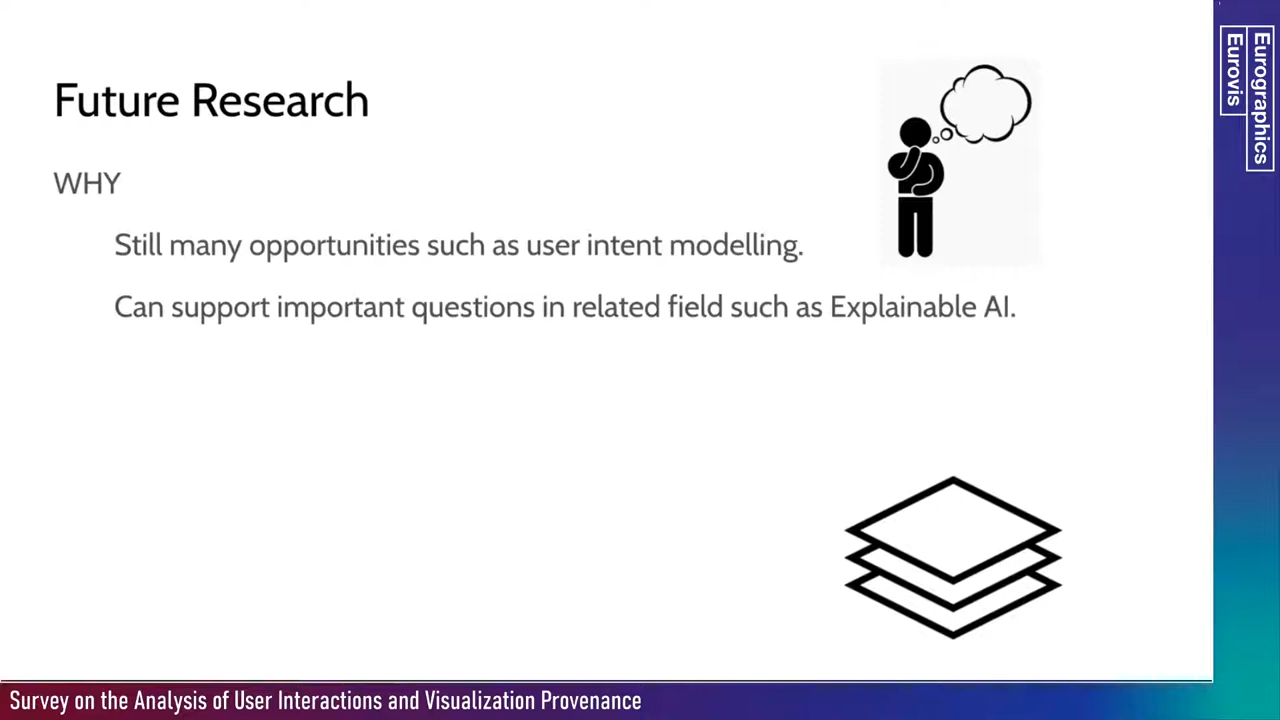 Future Research
WHY
Still many opportunities such as user intent modelling.
Can support important questions in related field such as Explainable AI.
Eurographics
Eurovis
Survey on the Analysis of User Interactions and Visualization Provenance